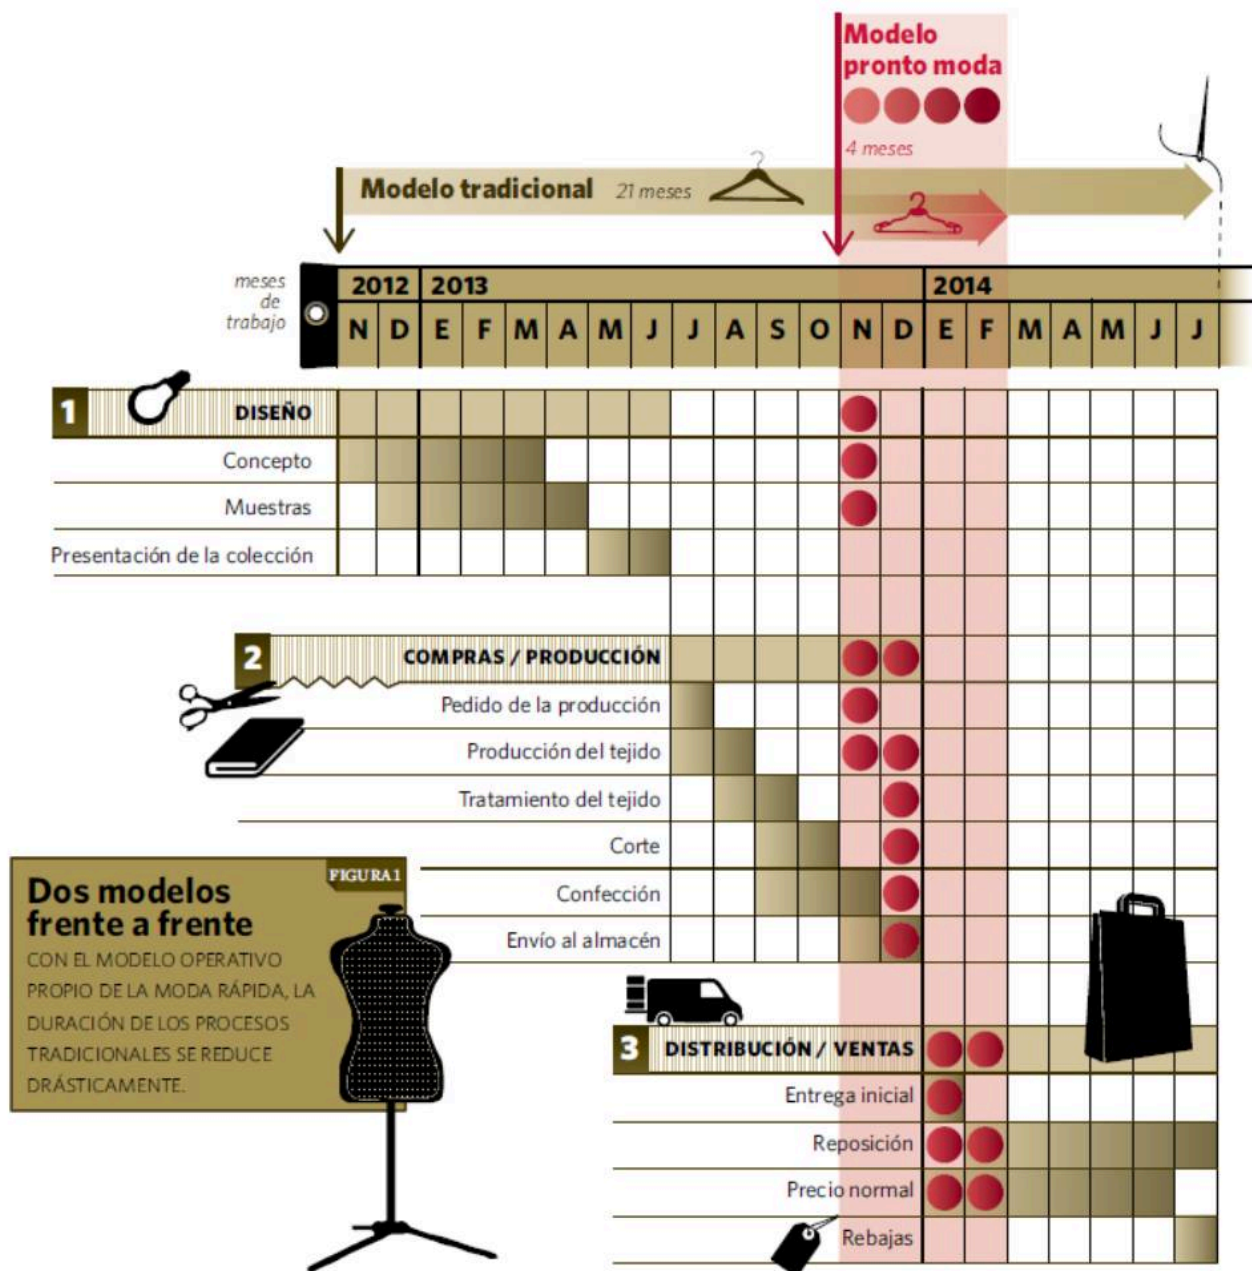 Modelo
pronto moda
4 meses
Modelo tradicional 21 meses
meses
de
trabajo
2012 2013 2014
N D E F M A M J J A S O N D E F M A M J J
1 DISEÑO
Concepto
Muestras
Presentación de la colección
2 COMPRAS / PRODUCCIÓN
Pedido de la producción
Producción del tejido
Tratamiento del tejido
Corte
Confección
Envío al almacén
FIGURA 1
Dos modelos
frente a frente
CON EL MODELO OPERATIVO
PROPIO DE LA MODA RÁPIDA, LA
DURACIÓN DE LOS PROCESOS
TRADICIONALES SE REDUCE
DRÁSTICAMENTE.
3 DISTRIBUCIÓN / VENTAS
Entrega inicial
Reposición
Precio normal
Rebajas